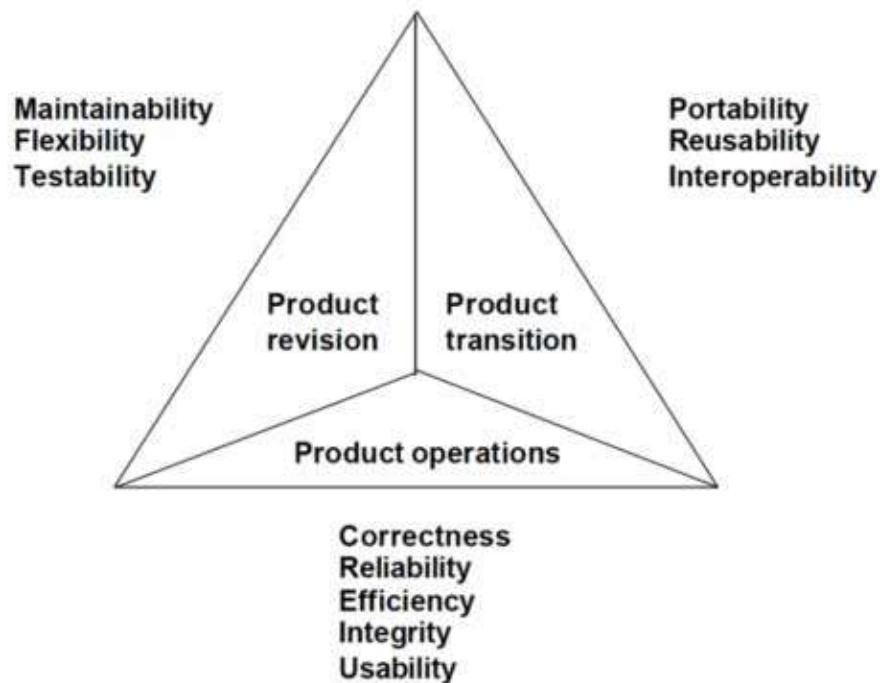 Maintainability
Flexibility
Testability
Portability
Reusability
Interoperability
Product
revision
Product
transition
Product operations
Correctness
Reliability
Efficiency
Integrity
Usability